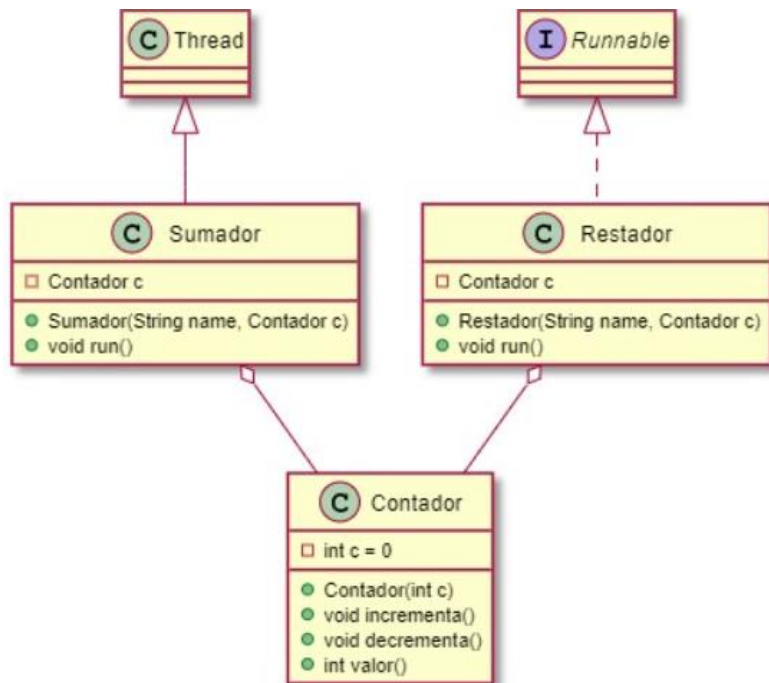 C Thread
I Runnable
C Sumador
Contador c
Sumador(String name, Contador c)
void run()
C Restador
Contador c
Restador(String name, Contador c)
void run()
C Contador
int c = 0
Contador(int c)
void incrementa()
void decrementa()
int valor()